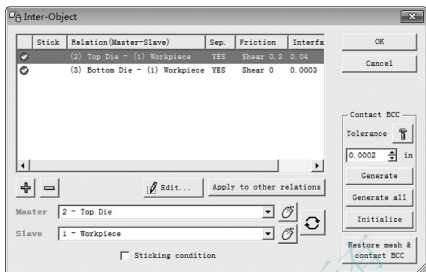 Inter-Object
Stick Relation(Master-Slave) Sep. Friction Interfa
(2) Top Die - (1) Workpiece YES Shear 0.3 0.04
(3) Bottom Die - (1) Workpiece YES Shear 0 0.0003
OK
Cancel
Contact BCC
Tolerance
0.0002 in
Generate
Generate all
Initialize
Edit... Apply to other relations
Master 2 - Top Die
Slave 1 - Workpiece
Sticking condition
Restore mesh &
contact BCC